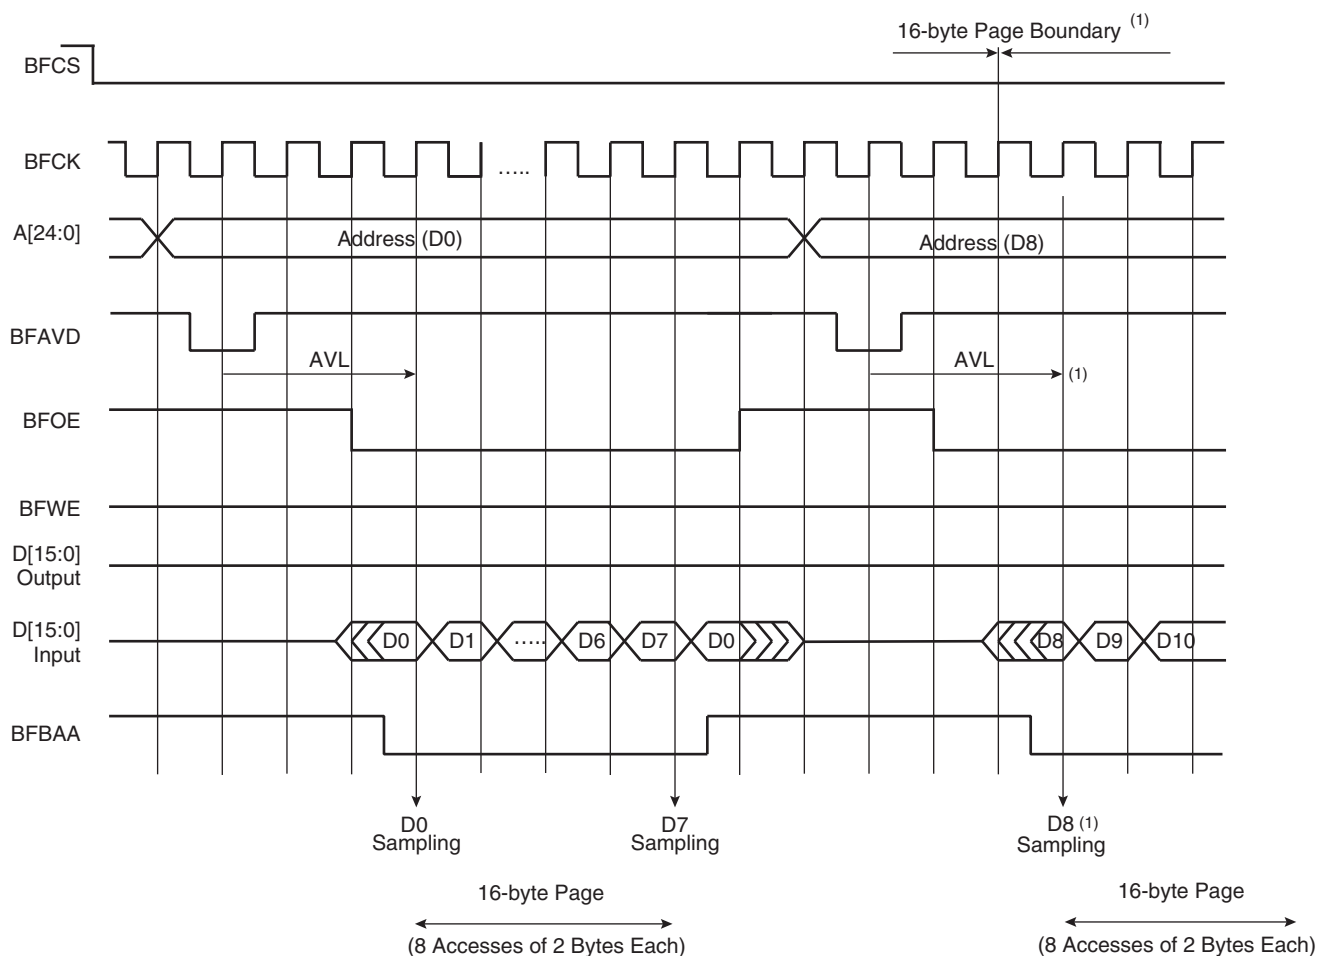 16-byte Page Boundary (1)
BFCS
BFCK
.....
A[24:0]
Address (D0)
Address (D8)
BFAVD
AVL
AVL
(1)
BFOE
BFWE
D[15:0]
Output
D[15:0]
Input
D0
D1
.....
D6
D7
D0
D8
D9
D10
BFBAA
D0
Sampling
D7
Sampling
D8 (1)
Sampling
16-byte Page
(8 Accesses of 2 Bytes Each)
16-byte Page
(8 Accesses of 2 Bytes Each)